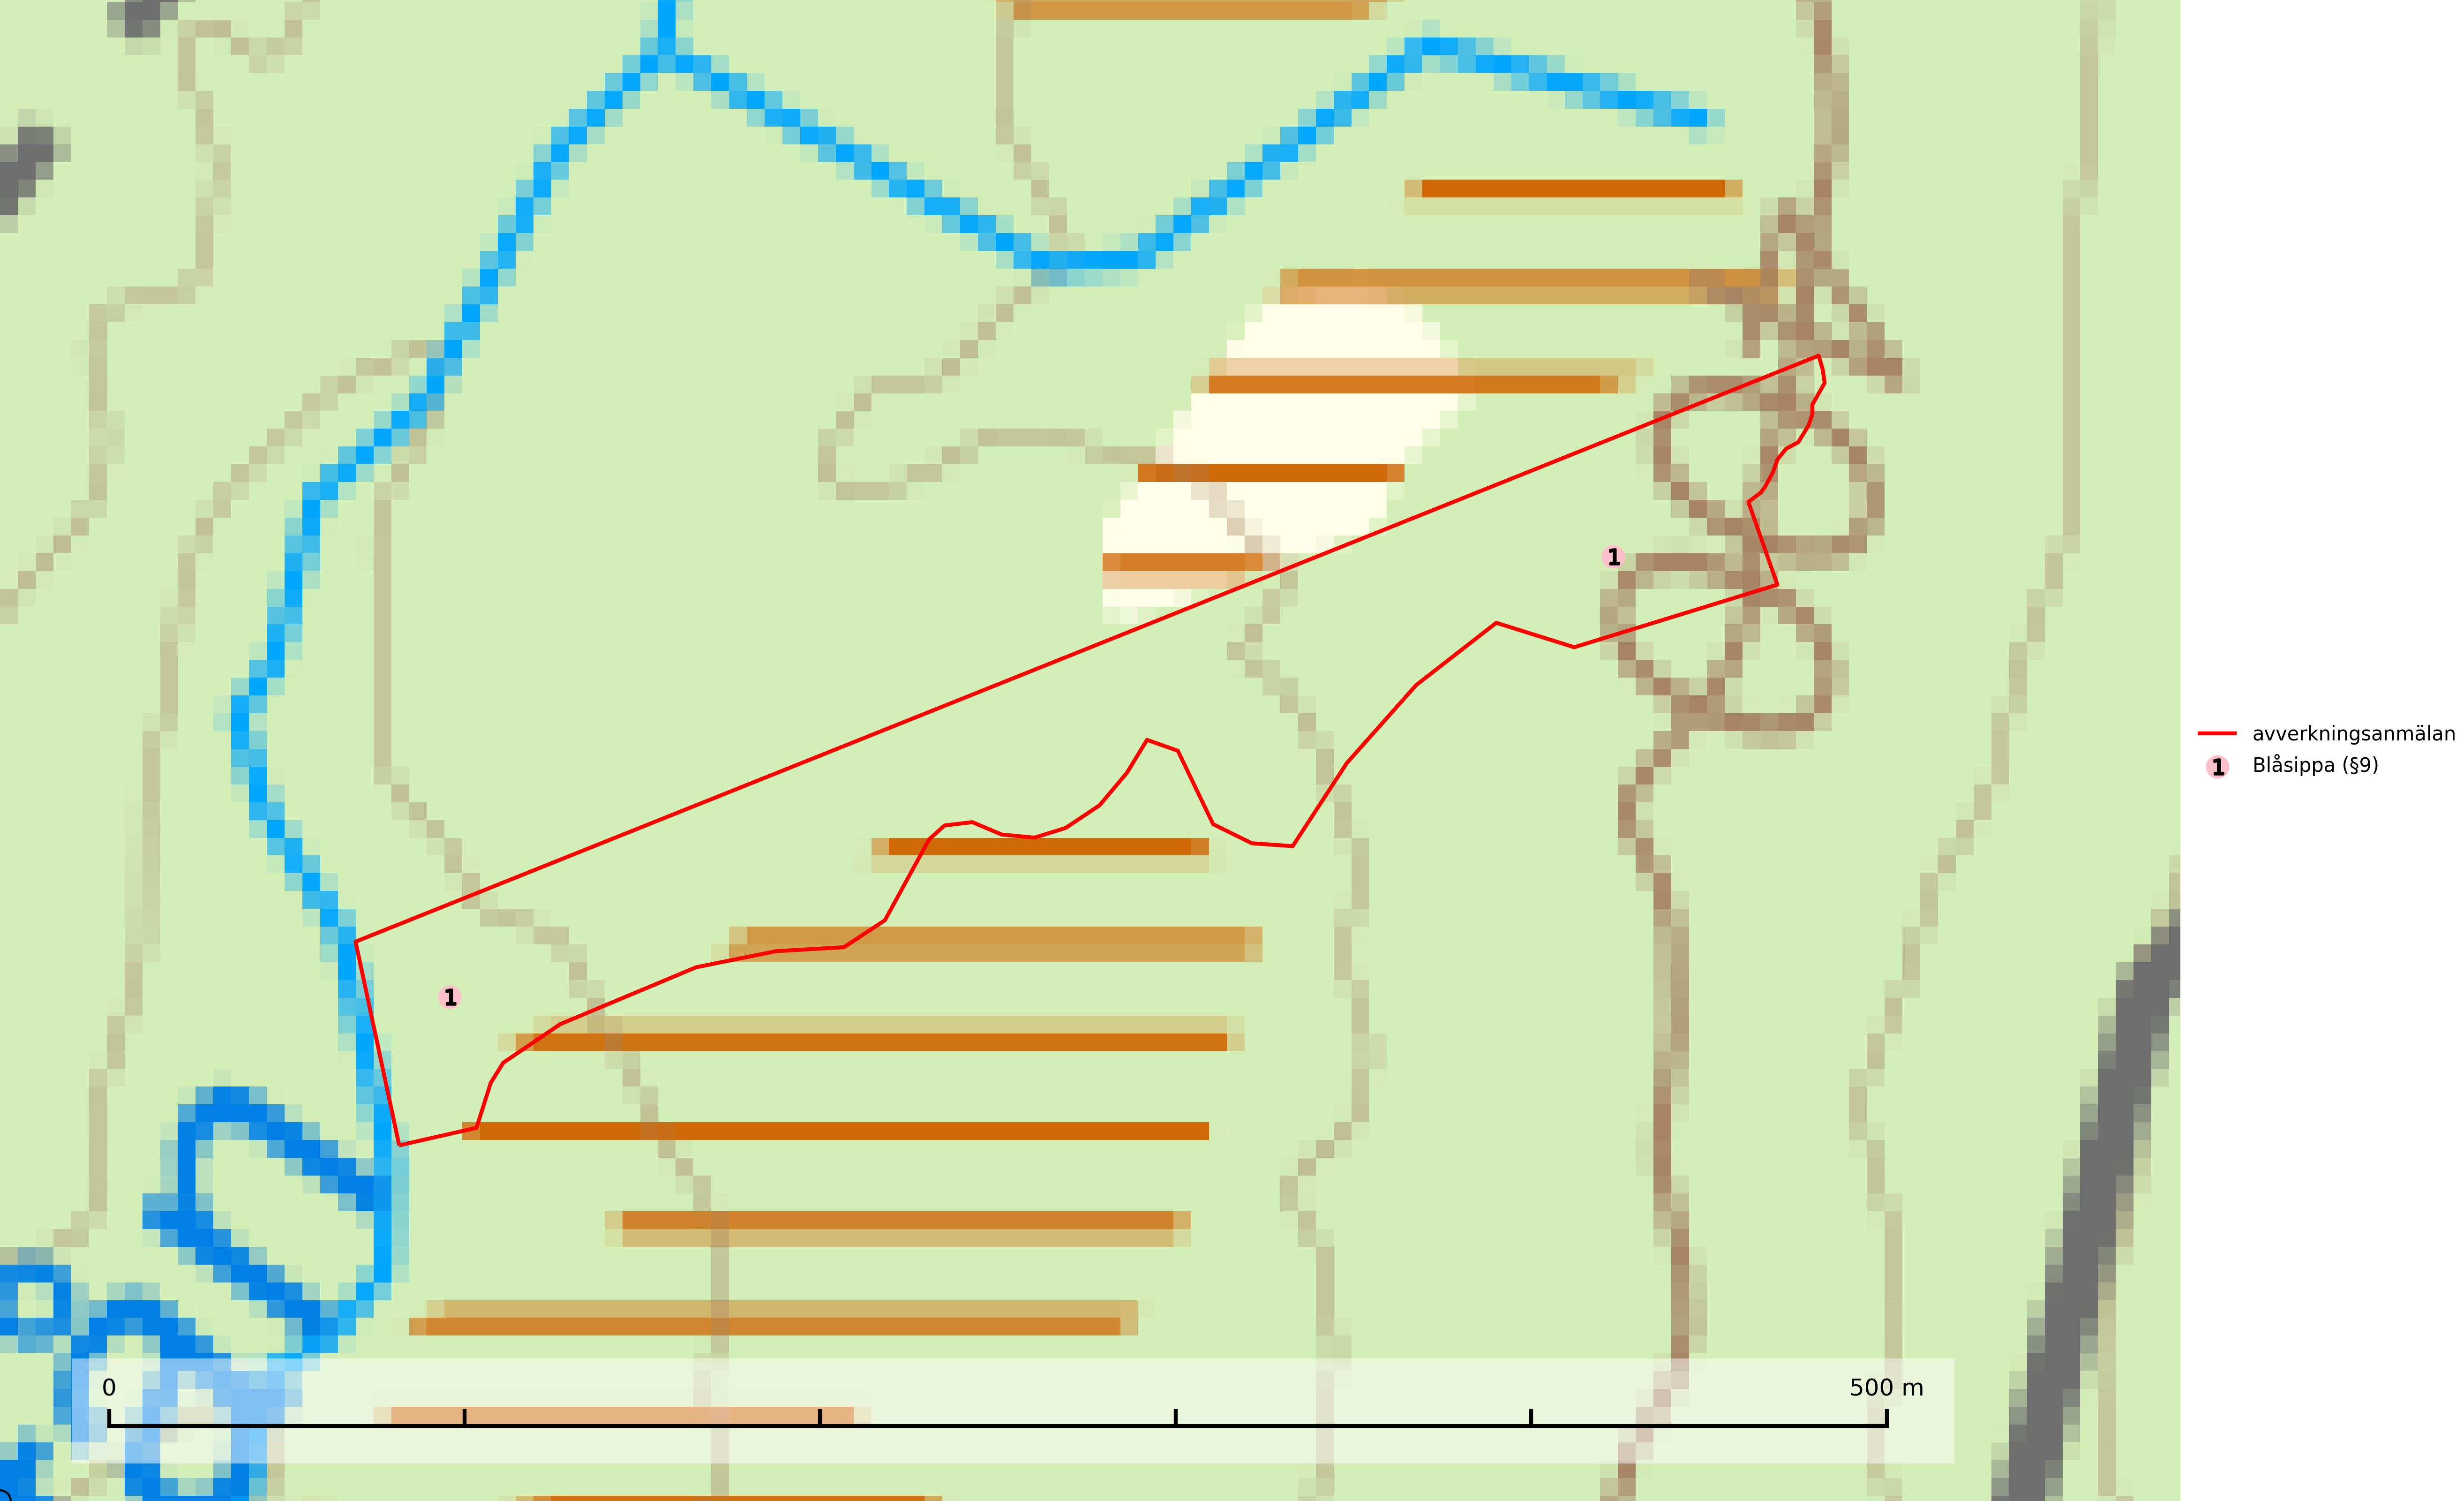 1
1
avverkningsanmälan
1 Blåsippa (§9)
0 500 m